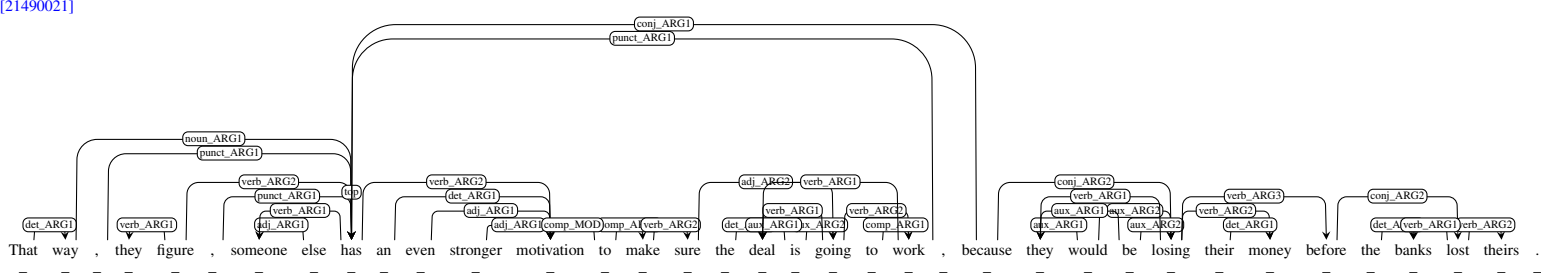 [21490021]
conj_ARG1
punct_ARG1
noun_ARG1
punct_ARG1
verb_ARG2 top verb_ARG2 adj_ARG2 verb_ARG1 conj_ARG2
punct_ARG1 det_ARG1 verb_ARG1 verb_ARG3 conj_ARG2
verb_ARG1 adj_ARG1 verb_ARG1 verb_ARG2 aux_ARG1 aux_ARG2 verb_ARG2
det_ARG1 verb_ARG1 adj_ARG1 adj_ARG1 comp_MOD verb_ARG2 aux_ARG1 comp_ARG1 aux_ARG1 aux_ARG2 det_ARG1 verb_ARG1
That way , they figure , someone else has an even stronger motivation to make sure the deal is going to work , because they would be losing their money before the banks lost theirs .
_ _ _ _ _ _ _ _ _ _ _ _ _ _ _ _ _ _ _ _ _ _ _ _ _ _ _ _ _ _ _ _ _ _ _ _